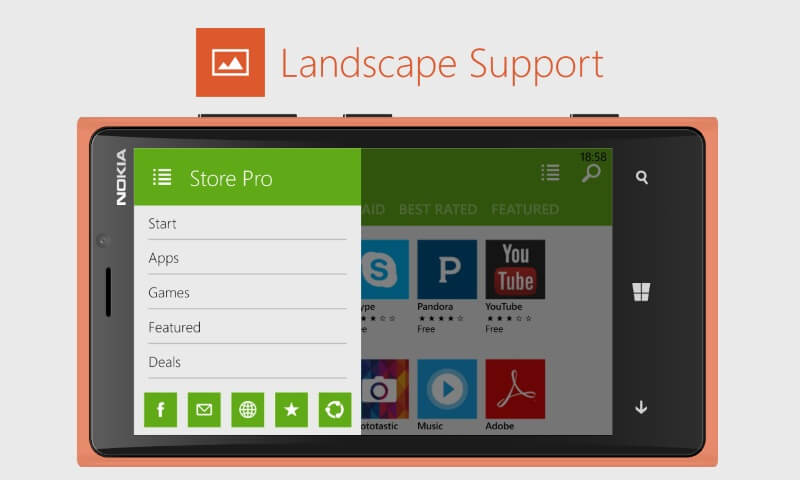 Landscape Support
NOKIA
Store Pro
18:58
AID BEST RATED FEATURED
Start
Apps
Games
Featured
Deals
f
ype
Free
P
Pandora
★ ★ ★ ★ ☆
Free
You
Tube
YouTube
★ ★ ★ ☆ ☆
Free
ototastic
Music
Adobe